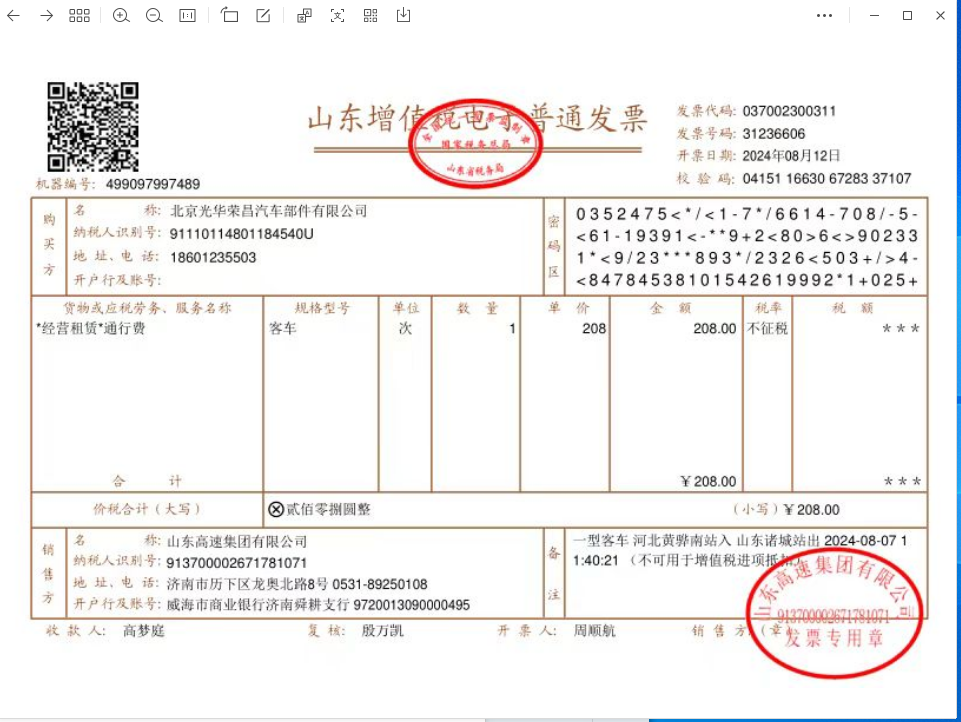 山东增值税电子普通发票
全国统一发票监制章
国家税务总局
山东省税务局
发票代码: 037002300311
发票号码: 31236606
开票日期: 2024年08月12日
校 验 码: 04151 16630 67283 37107
机器编号: 499097997489
购买方
名 称: 北京光华荣昌汽车部件有限公司
纳税人识别号: 91110114801184540U
地 址、电 话: 18601235503
开户行及账号:
密码区
0352475<*/<1-7*/6614-708/-5-
<61-19391<-**9+2<80>6<>90233
1*<9/23***893*/2326<503+/>4-
<84784538101542619992*1+025+
货物或应税劳务、服务名称 规格型号 单位 数 量 单 价 金 额 税率 税 额
*经营租赁*通行费 客车 次 1 208 208.00 不征税 ***
合 计 ￥208.00 ***
价税合计（大写） ⊗贰佰零捌圆整 （小写）￥208.00
销售方
名 称: 山东高速集团有限公司
纳税人识别号: 913700002671781071
地 址、电 话: 济南市历下区龙奥北路8号 0531-89250108
开户行及账号: 威海市商业银行济南舜耕支行 9720013090000495
备注
一型客车 河北黄骅南站入 山东诸城站出 2024-08-07 1
1:40:21 （不可用于增值税进项抵扣）
收 款 人: 高梦庭 复 核: 殷万凯 开 票 人: 周顺航 销 售 方:（章）
山东高速集团有限公司
913700002671781071
发票专用章